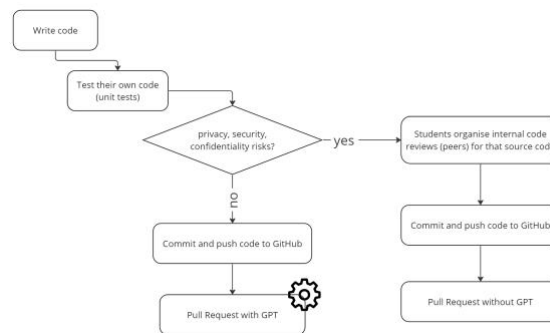 Write code
Test their own code
(unit tests)
privacy, security,
confidentiality risks?
yes
Students organise internal code
reviews (peers) for that source cod
no
Commit and push code to GitHub
Commit and push code to GitHub
Pull Request with GPT
Pull Request without GPT